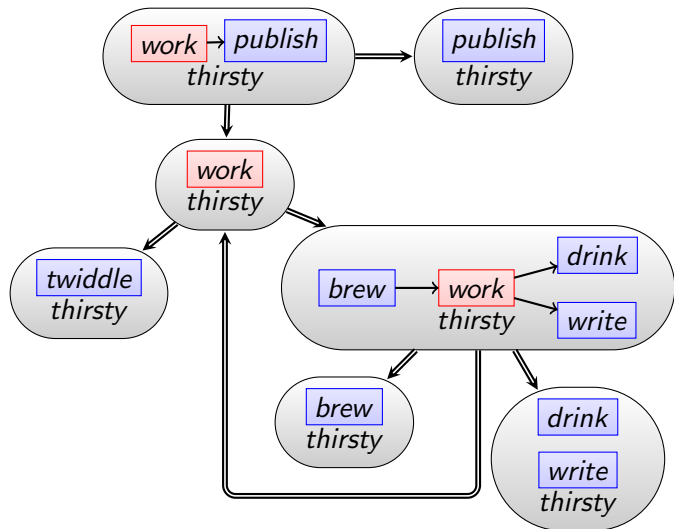 work publish
thirsty
publish
thirsty
work
thirsty
twiddle
thirsty
brew work drink
write
thirsty
brew
thirsty
drink
write
thirsty